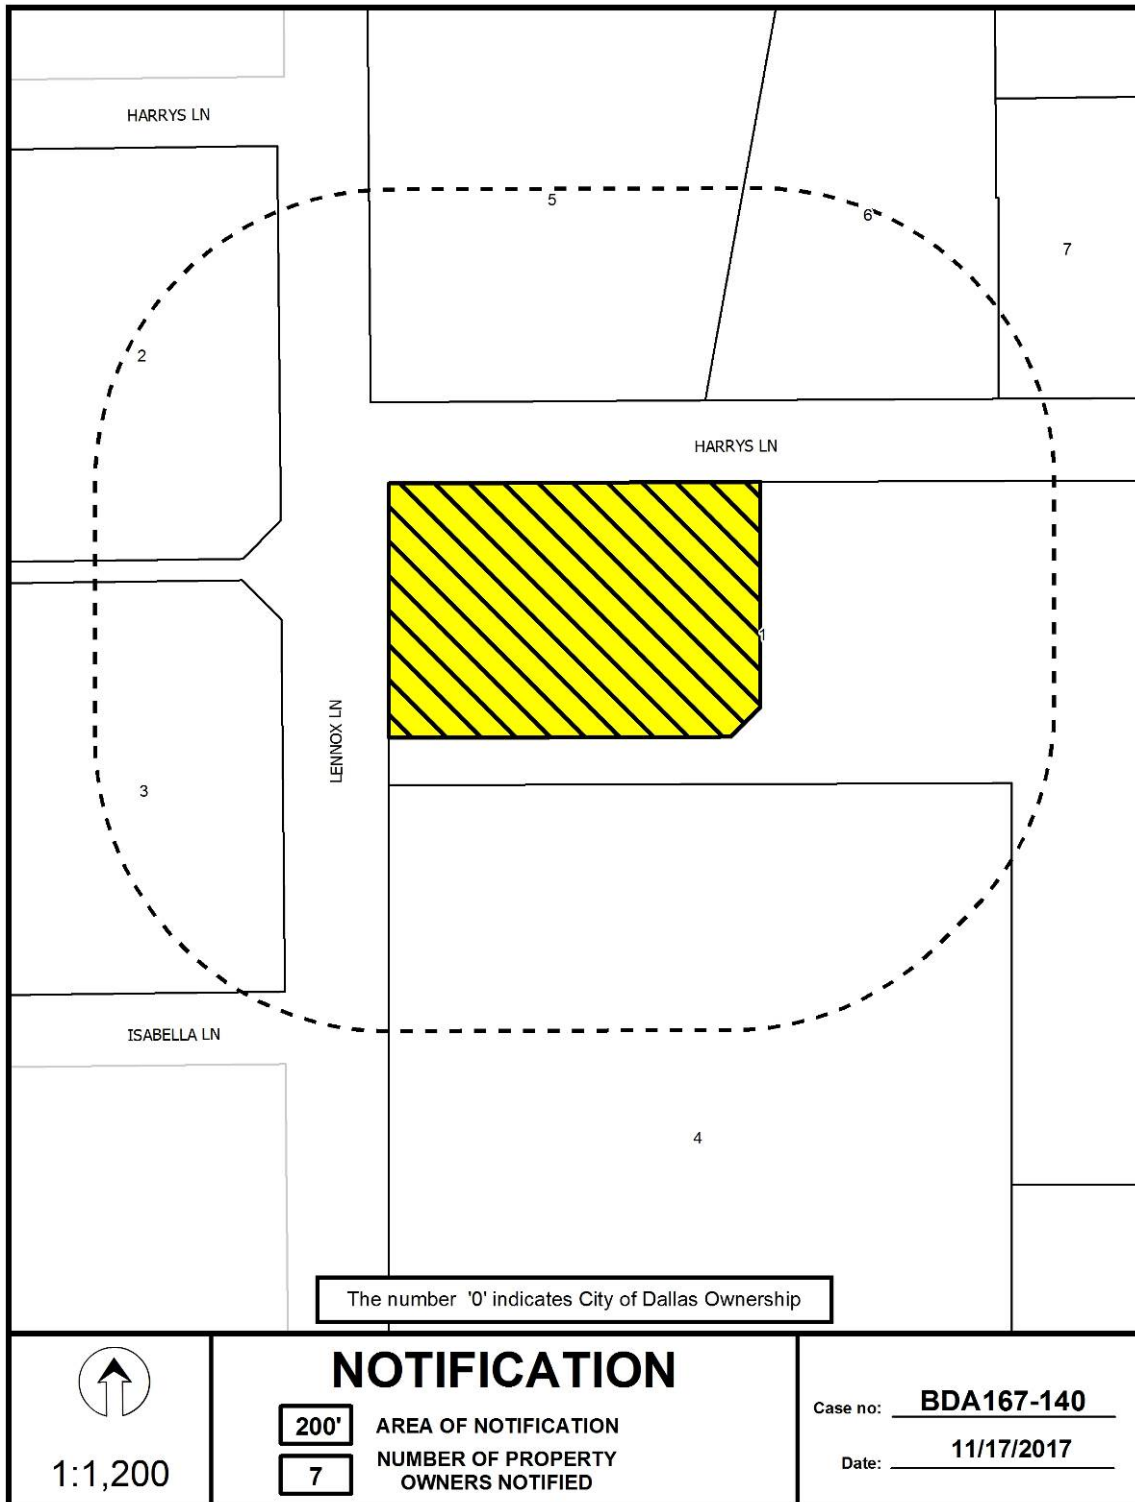 HARRYS LN
5
6
7
2
HARRYS LN
1
LENNOX LN
3
ISABELLA LN
4
The number '0' indicates City of Dallas Ownership
1:1,200
NOTIFICATION
200' AREA OF NOTIFICATION
7 NUMBER OF PROPERTY
OWNERS NOTIFIED
Case no: BDA167-140
Date: 11/17/2017